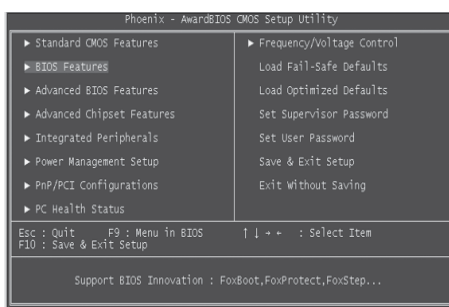 Phoenix - AwardBIOS CMOS Setup Utility
▶ Standard CMOS Features
▶ BIOS Features
▶ Advanced BIOS Features
▶ Advanced Chipset Features
▶ Integrated Peripherals
▶ Power Management Setup
▶ PnP/PCI Configurations
▶ PC Health Status
▶ Frequency/Voltage Control
Load Fail-Safe Defaults
Load Optimized Defaults
Set Supervisor Password
Set User Password
Save & Exit Setup
Exit Without Saving
Esc : Quit F9 : Menu in BIOS ↑ ↓ → ← : Select Item
F10 : Save & Exit Setup
Support BIOS Innovation : FoxBoot,FoxProtect,FoxStep...